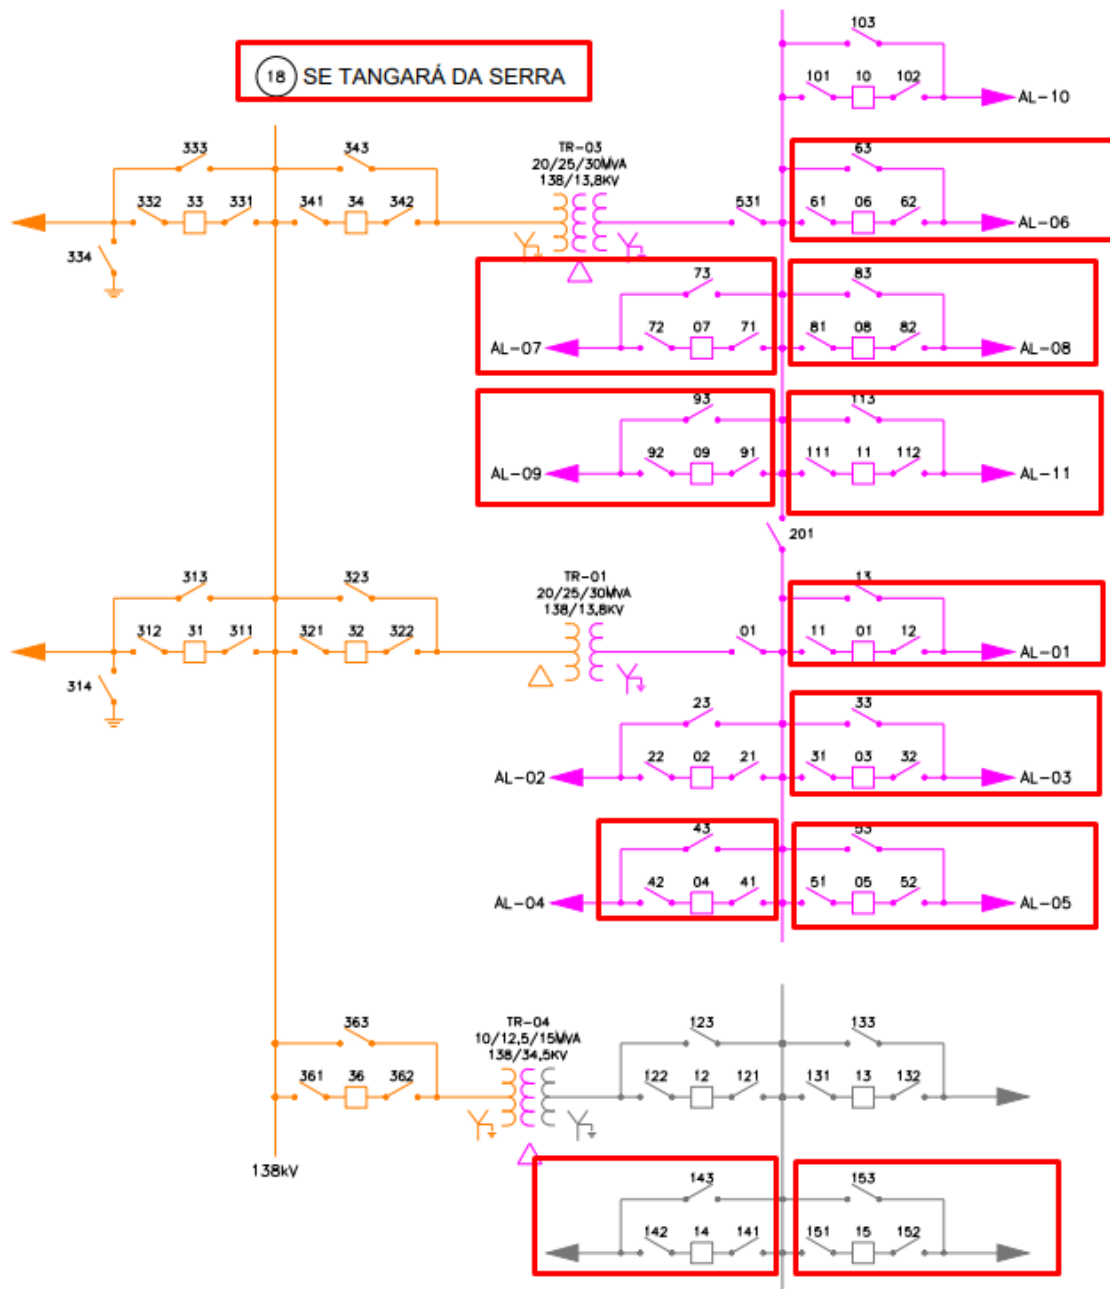 103
18 SE TANGARÁ DA SERRA
101 10 102
AL-10
333 343
TR-03
20/25/30MVA
138/13,8KV
63
332 33 331 341 34 342
531
61 06 62
AL-06
334
73 83
72 07 71 81 08 82
AL-07 AL-08
93 113
92 09 91 111 11 112
AL-09 AL-11
201
313 323
TR-01
20/25/30MVA
138/13,8KV
13
312 31 311 321 32 322
01
11 01 12
AL-01
314
23 33
22 02 21 31 03 32
AL-02 AL-03
43 53
42 04 41 51 05 52
AL-04 AL-05
363
TR-04
10/12,5/15MVA
138/34,5KV
123 133
361 36 362
122 12 121 131 13 132
138kV
143 153
142 14 141 151 15 152